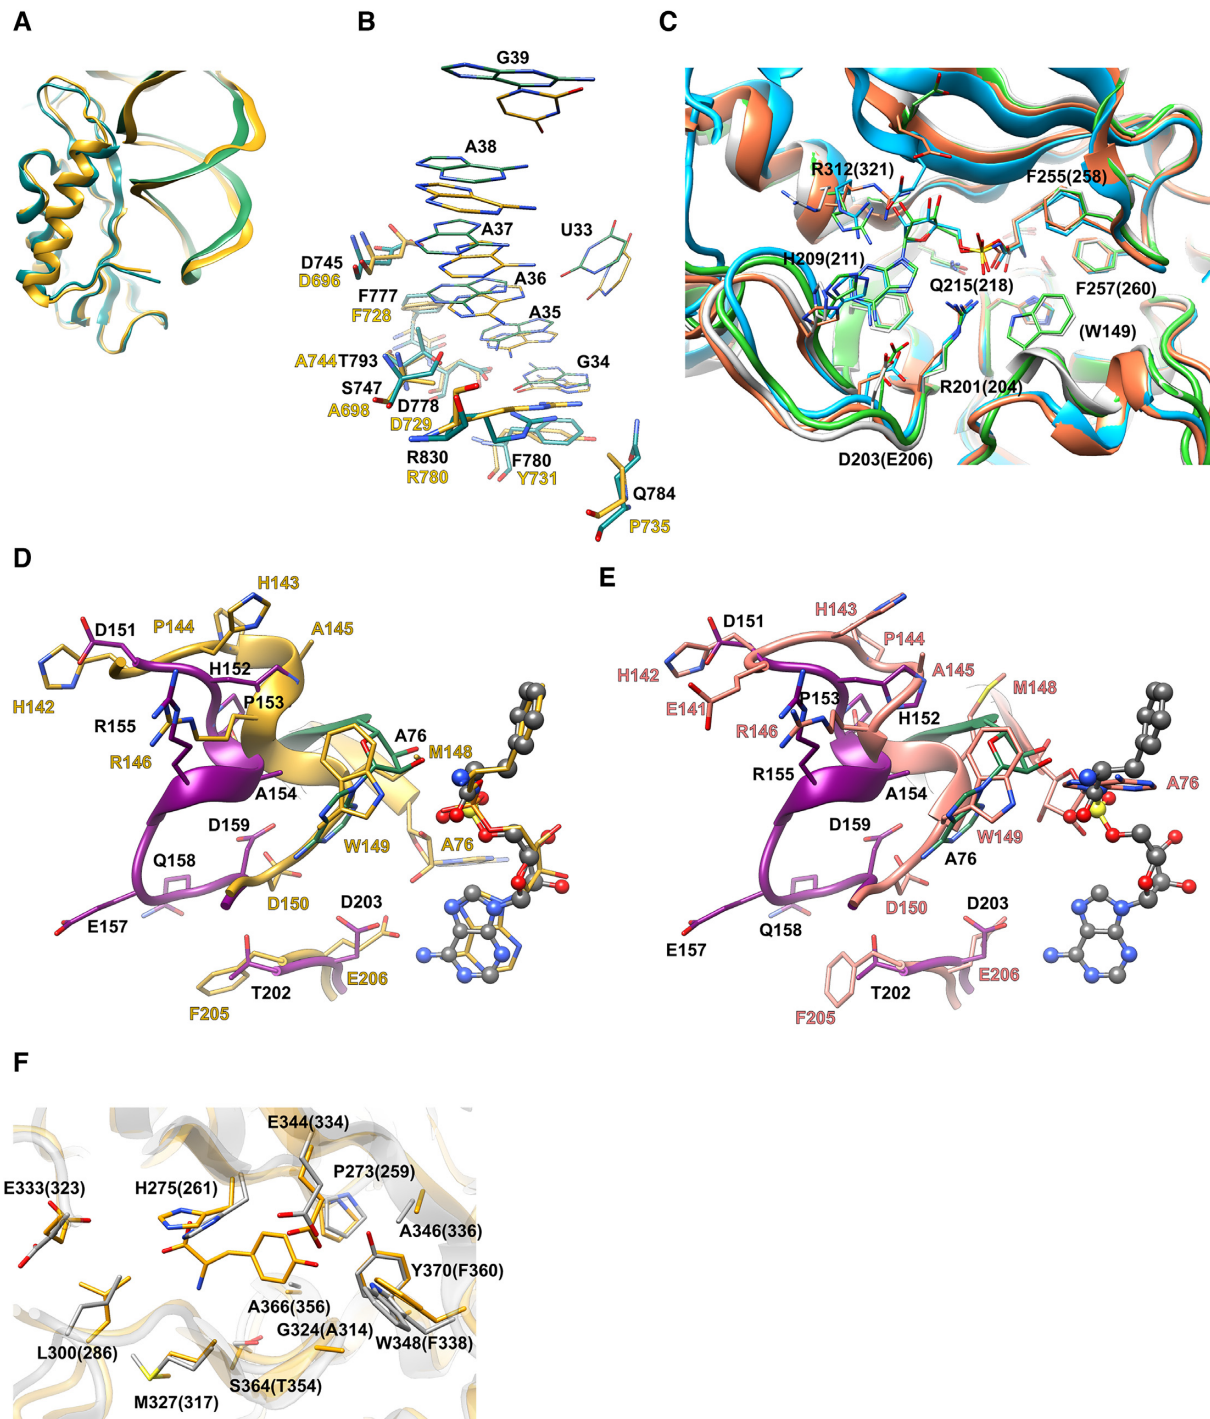 A
B
G39
A38
A37
U33
D745
D696
A36
F777
F728
A35
A744T793
G34
S747
A698
D778
D729
R830
R780
F780
Y731
Q784
P735
C
R312(321)
F255(258)
H209(211)
Q215(218)
F257(260)
(W149)
R201(204)
D203(E206)
D
H143
P144
D151
A145
H152
H142
P153
R155
R146
A76
M148
A154
D159
W149
A76
Q158
D150
E157
D203
T202
E206
F205
E
H143
D151
P144
H142
A145
M148
E141
P153
R146
H152
R155
A76
A154
D159
W149
A76
D150
Q158
E157
D203
T202
E206
F205
F
E344(334)
P273(259)
E333(323)
H275(261)
A346(336)
Y370(F360)
A366(356)
G324(A314)
W348(F338)
L300(286)
S364(T354)
M327(317)